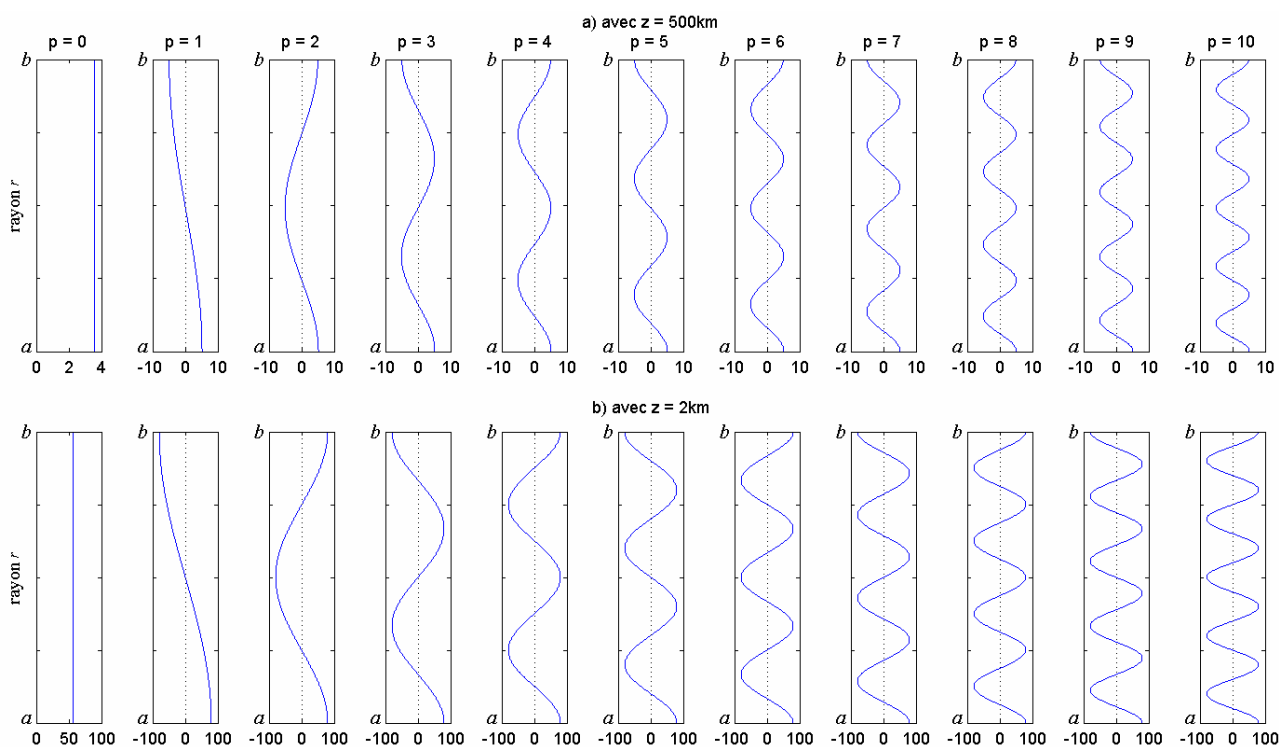 a) avec z = 500km
p = 0 p = 1 p = 2 p = 3 p = 4 p = 5 p = 6 p = 7 p = 8 p = 9 p = 10
b b b b b b b b b b b
rayon r
a a a a a a a a a a a
0 2 4 -10 0 10 -10 0 10 -10 0 10 -10 0 10 -10 0 10 -10 0 10 -10 0 10 -10 0 10 -10 0 10 -10 0 10
b) avec z = 2km
b b b b b b b b b b b
rayon r
a a a a a a a a a a a
0 50 100 -100 0 100 -100 0 100 -100 0 100 -100 0 100 -100 0 100 -100 0 100 -100 0 100 -100 0 100 -100 0 100 -100 0 100